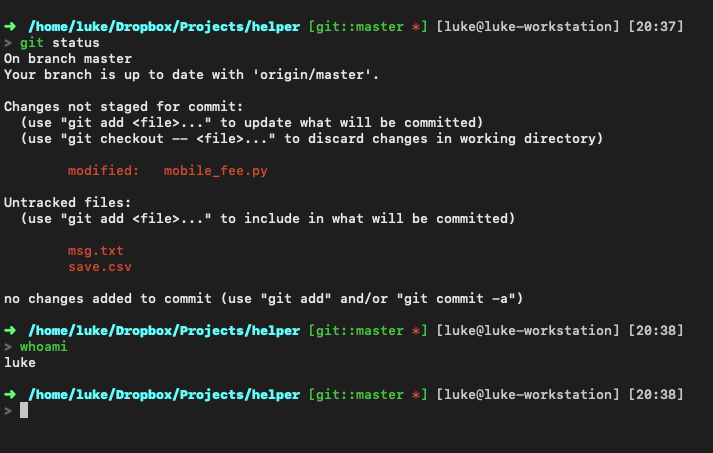 ➜ /home/luke/Dropbox/Projects/helper [git::master *] [luke@luke-workstation] [20:37]
> git status
On branch master
Your branch is up to date with 'origin/master'.
Changes not staged for commit:
(use "git add <file>..." to update what will be committed)
(use "git checkout -- <file>..." to discard changes in working directory)
modified: mobile_fee.py
Untracked files:
(use "git add <file>..." to include in what will be committed)
msg.txt
save.csv
no changes added to commit (use "git add" and/or "git commit -a")
➜ /home/luke/Dropbox/Projects/helper [git::master *] [luke@luke-workstation] [20:38]
> whoami
luke
➜ /home/luke/Dropbox/Projects/helper [git::master *] [luke@luke-workstation] [20:38]
>